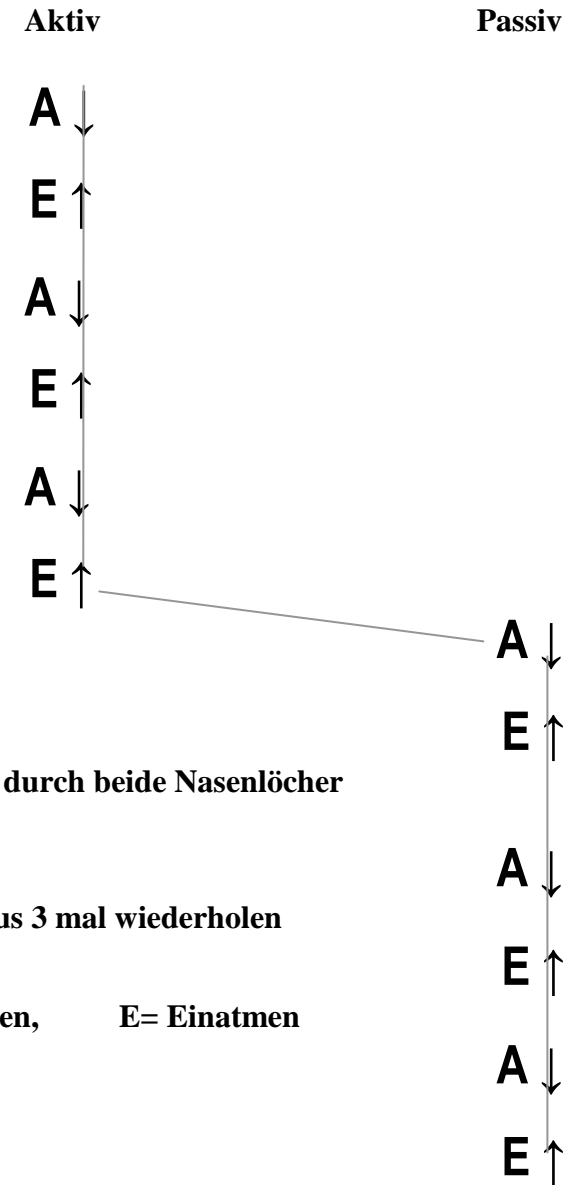 Aktiv Passiv
A ↓
E ↑
A ↓
E ↑
A ↓
E ↑
A ↓
E ↑
durch beide Nasenlöcher
A ↓
us 3 mal wiederholen
E ↑
en, E= Einatmen
A ↓
E ↑